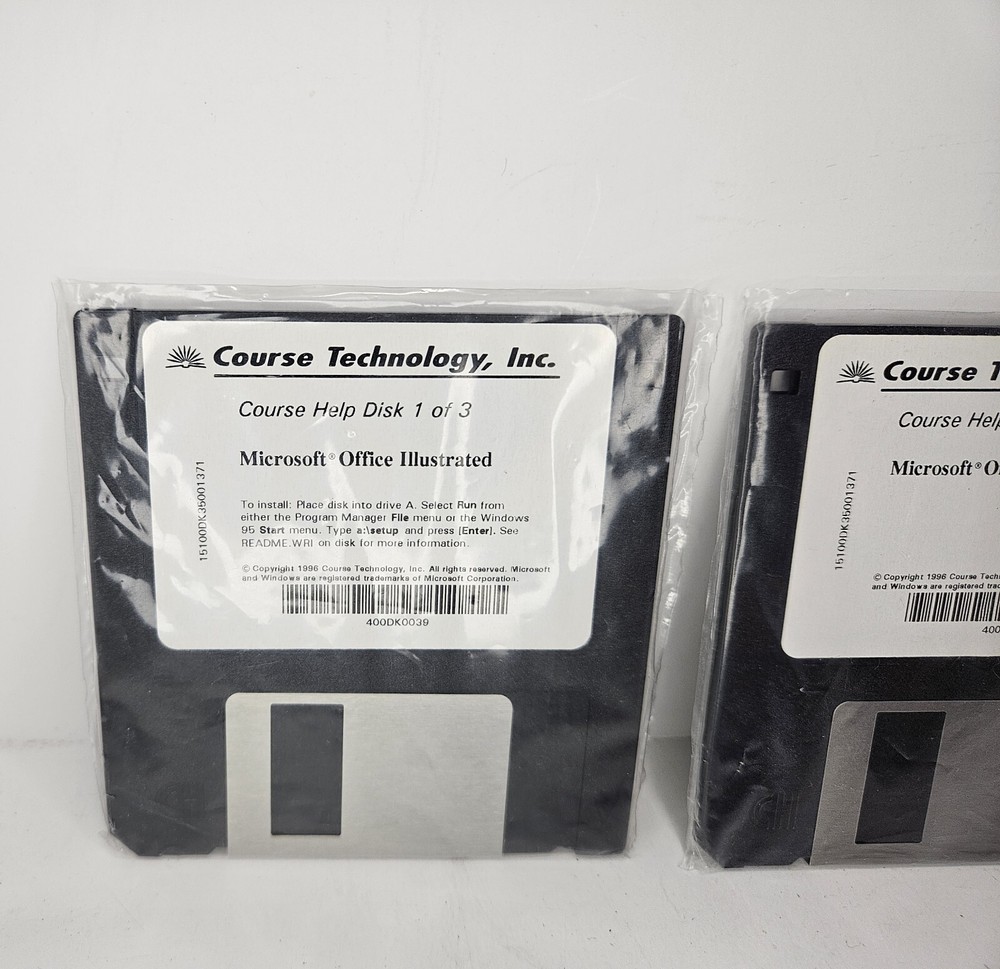 Course Technology, Inc.
Course Help Disk 1 of 3
Microsoft® Office Illustrated
15100DK35001371
To install: Place disk into drive A. Select Run from
either the Program Manager File menu or the Windows
95 Start menu. Type a:\setup and press [Enter]. See
README.WRI on disk for more information.
© Copyright 1996 Course Technology, Inc. All rights reserved. Microsoft
and Windows are registered trademarks of Microsoft Corporation.
400DK0039
Course T
Course Help
Microsoft® O
15100DK35001371
© Copyright 1996 Course Tech
and Windows are registered trad
400